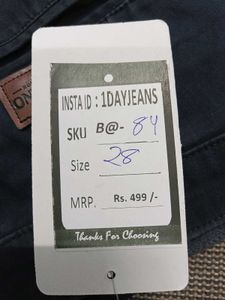 INSTA ID : 1DAYJEANS
SKU B@- 84
Size 28
MRP. Rs. 499 /-
Thanks For Choosing